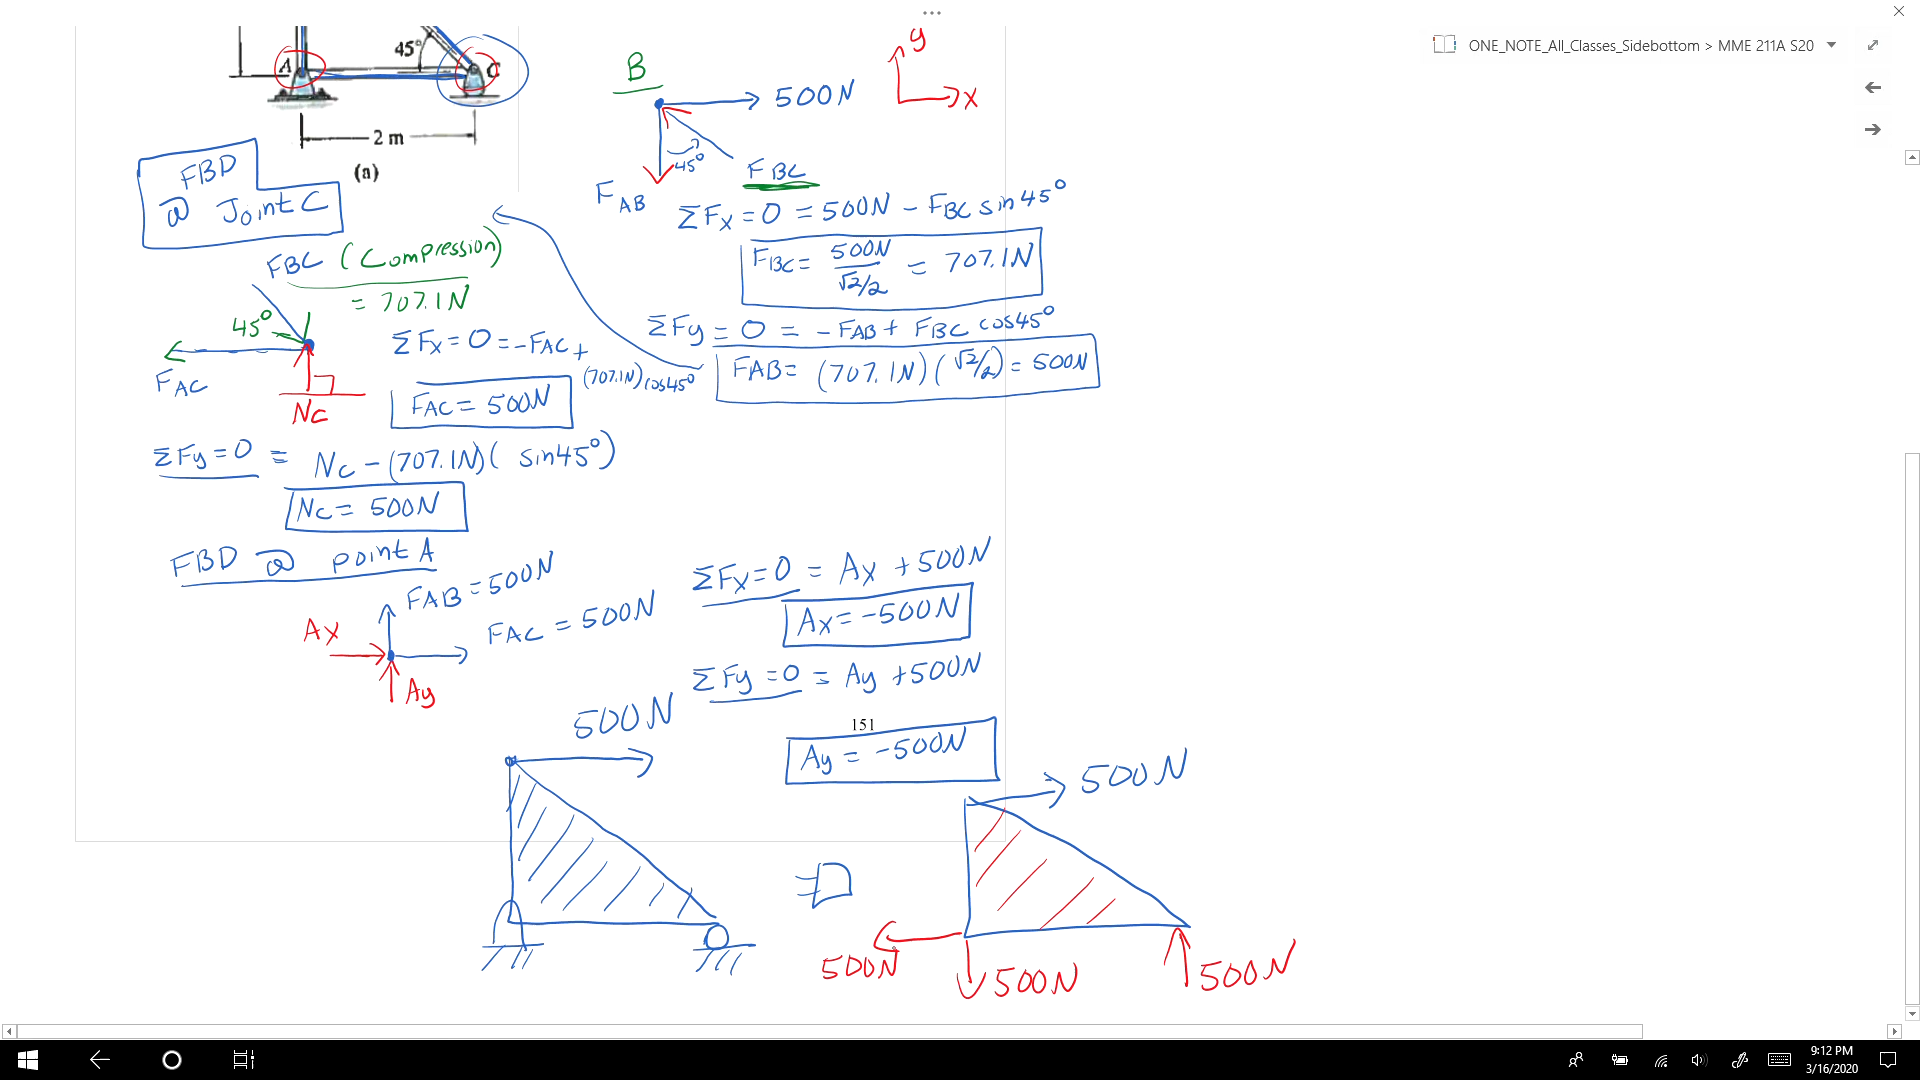 ONE_NOTE_All_Classes_Sidebottom > MME 211A S20
45°
A
C
2 m
(a)
B
500N
y
x
45°
FAB
FBC
FBD
@ Joint C
ΣFx = 0 = 500N - FBC sin 45°
FBC = 500N / √2/2 = 707.1N
ΣFy = 0 = -FAB + FBC cos45°
FAB = (707.1N)(√2/2) = 500N
FBC (Compression)
= 707.1N
45°
FAC
Nc
ΣFx = 0 = -FAC +
(707.1N) cos45°
FAC = 500N
ΣFy = 0 = Nc - (707.1N)( sin45°)
Nc = 500N
FBD @ point A
FAB = 500N
Ax
FAC = 500N
Ay
ΣFx = 0 = Ax + 500N
Ax = -500N
ΣFy = 0 = Ay + 500N
151
Ay = -500N
500N
500N
500N
500N
500N
9:12 PM
3/16/2020